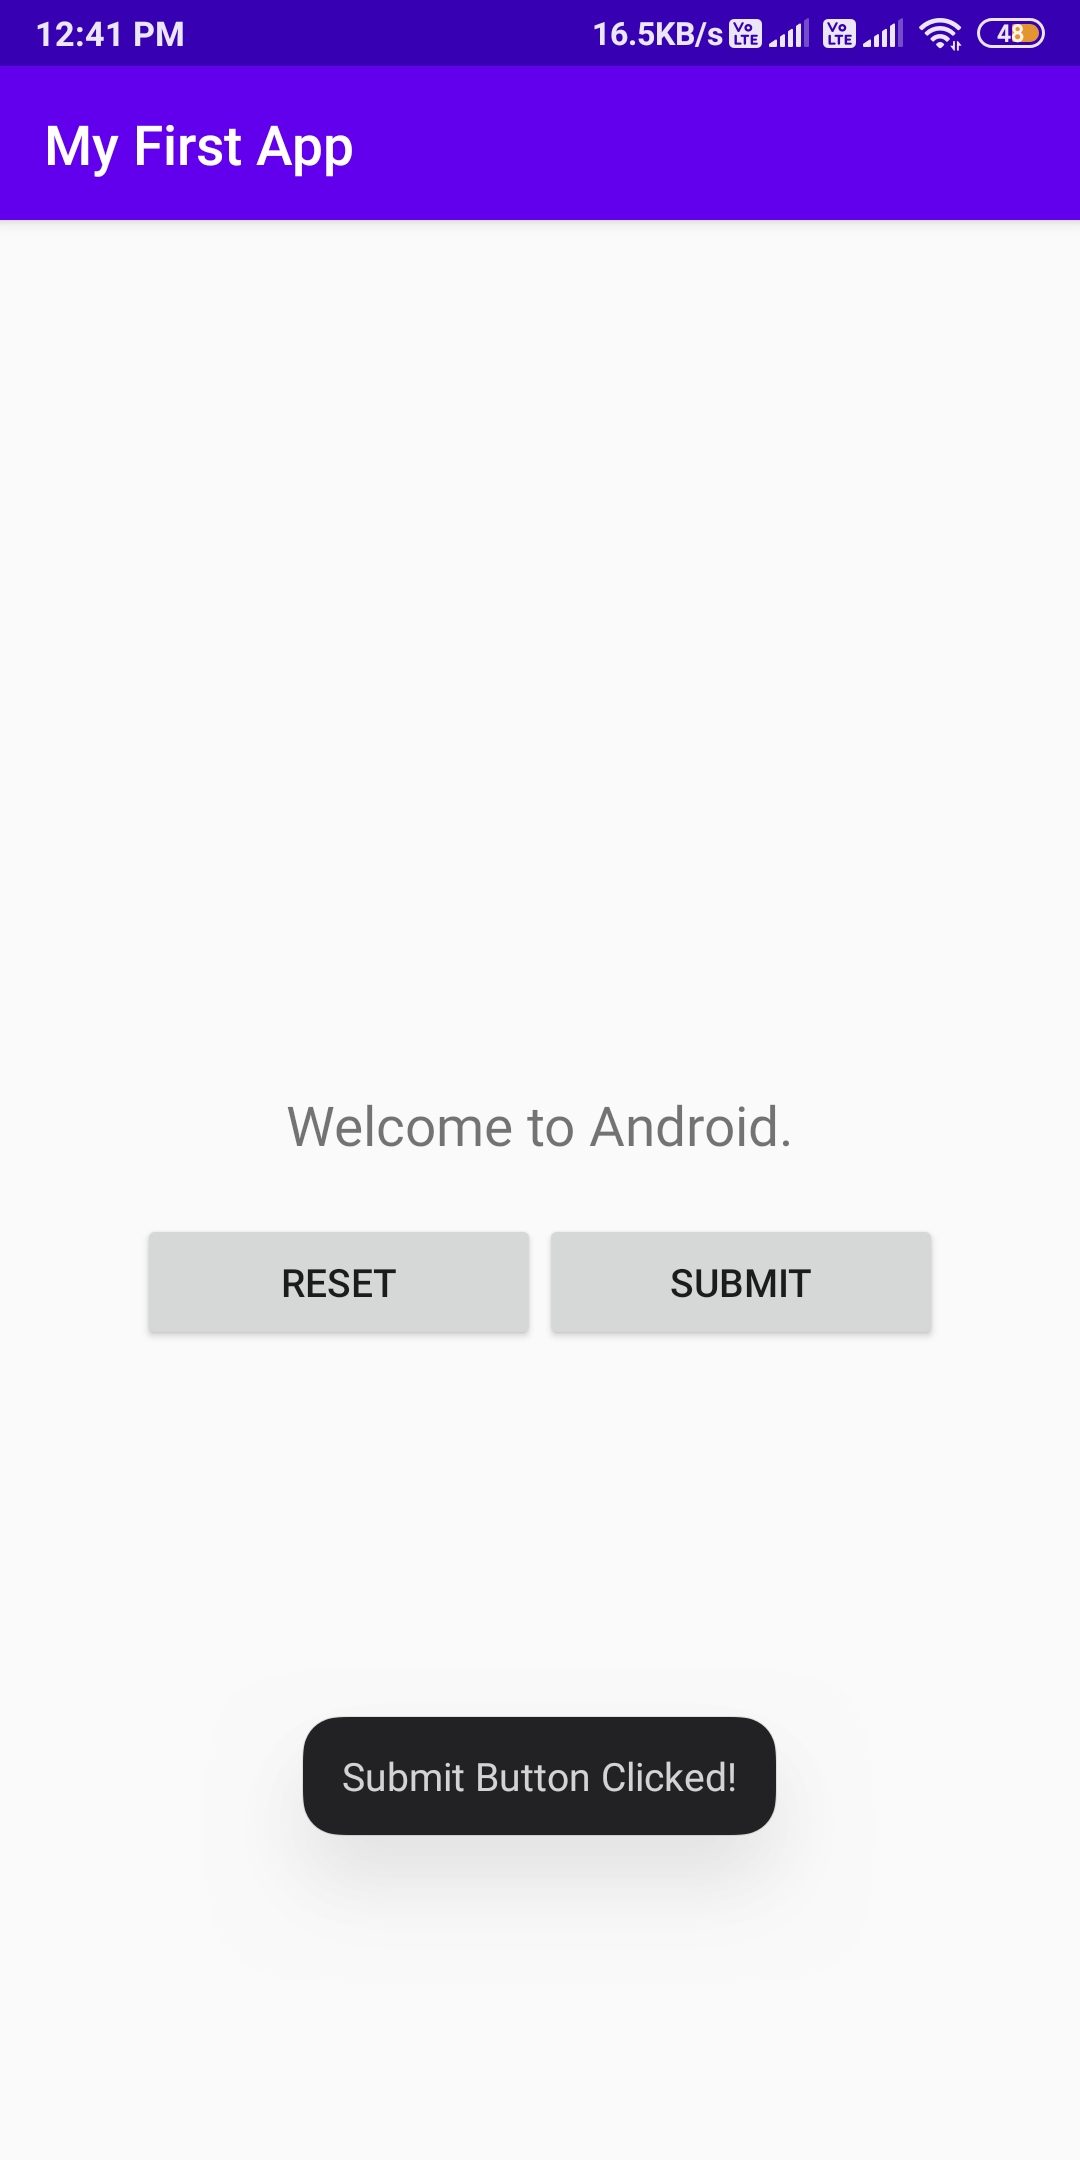 12:41 PM 16.5KB/s Vo LTE Vo LTE 48
My First App
Welcome to Android.
RESET SUBMIT
Submit Button Clicked!